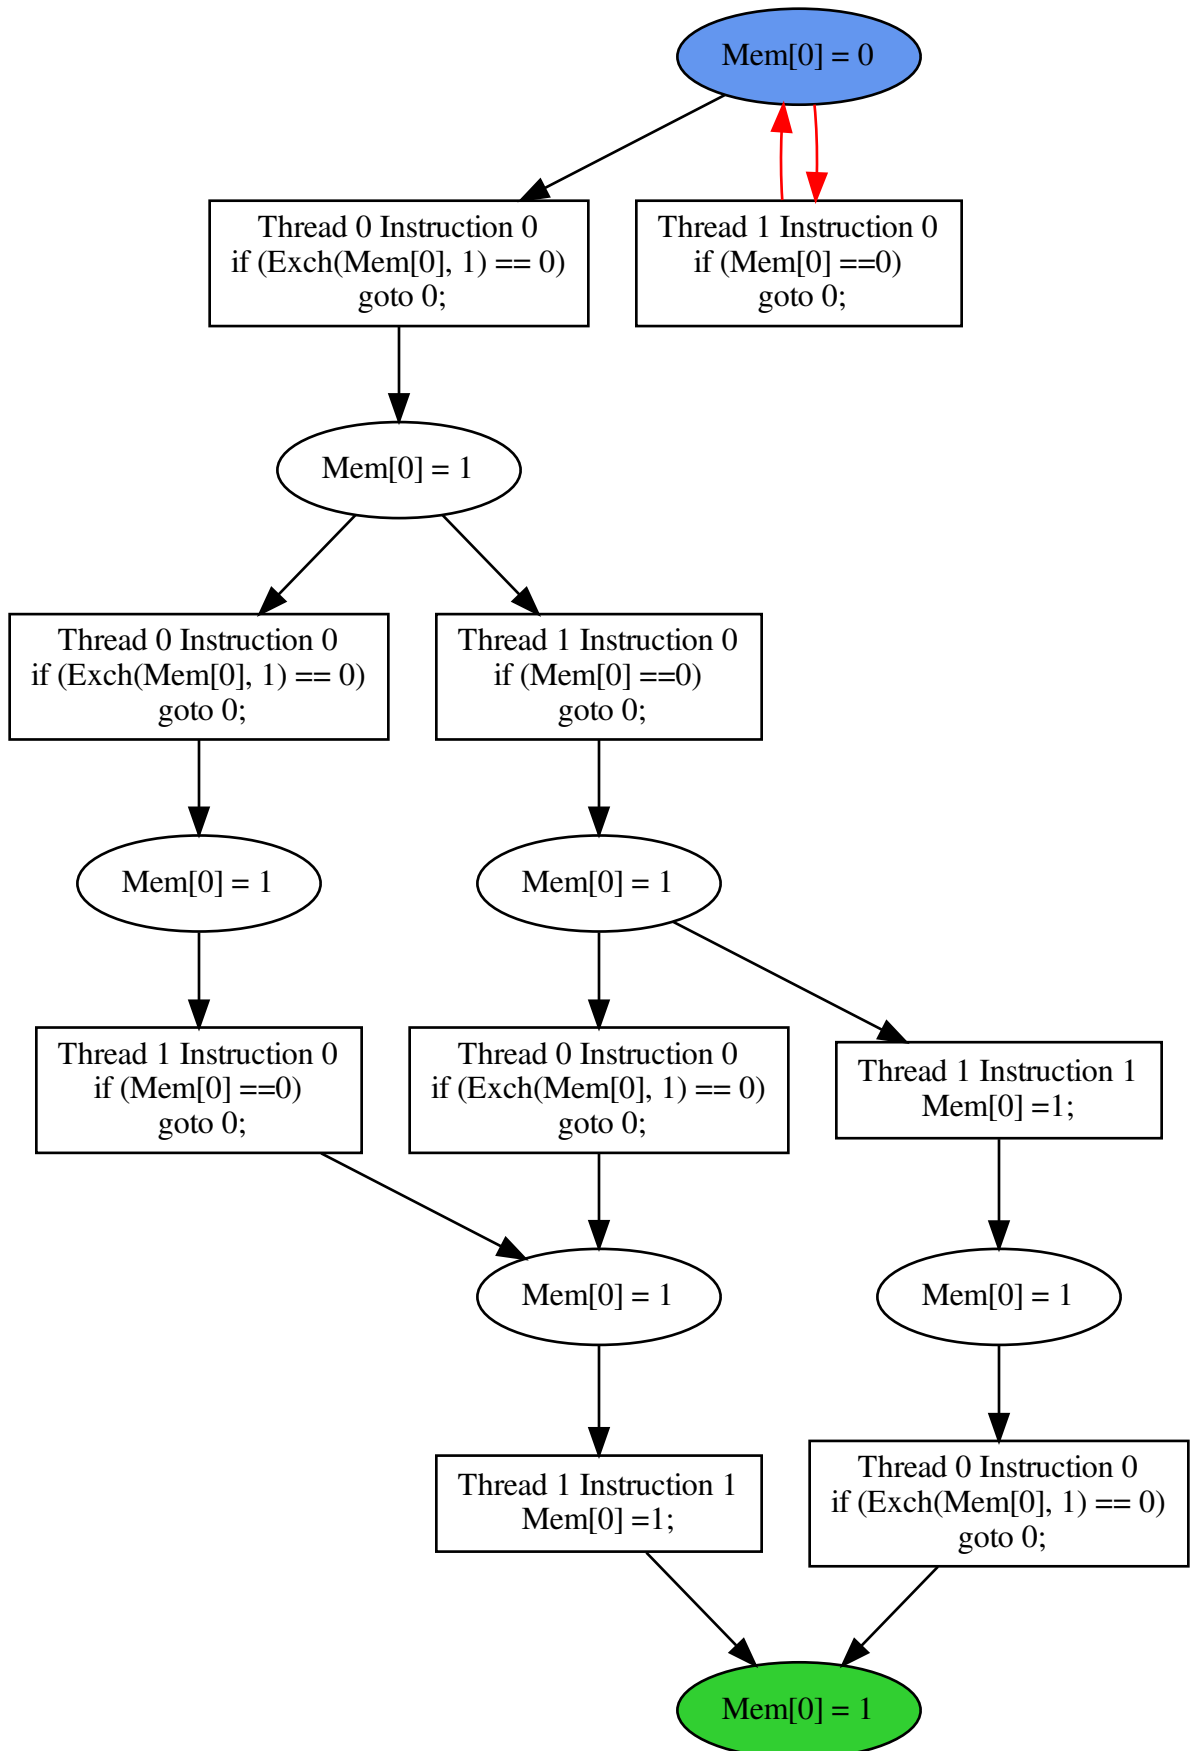 Mem[0] = 0
Thread 0 Instruction 0
if (Exch(Mem[0], 1) == 0)
goto 0;
Thread 1 Instruction 0
if (Mem[0] ==0)
goto 0;
Mem[0] = 1
Thread 0 Instruction 0
if (Exch(Mem[0], 1) == 0)
goto 0;
Thread 1 Instruction 0
if (Mem[0] ==0)
goto 0;
Mem[0] = 1
Mem[0] = 1
Thread 1 Instruction 0
if (Mem[0] ==0)
goto 0;
Thread 0 Instruction 0
if (Exch(Mem[0], 1) == 0)
goto 0;
Thread 1 Instruction 1
Mem[0] =1;
Mem[0] = 1
Mem[0] = 1
Thread 1 Instruction 1
Mem[0] =1;
Thread 0 Instruction 0
if (Exch(Mem[0], 1) == 0)
goto 0;
Mem[0] = 1